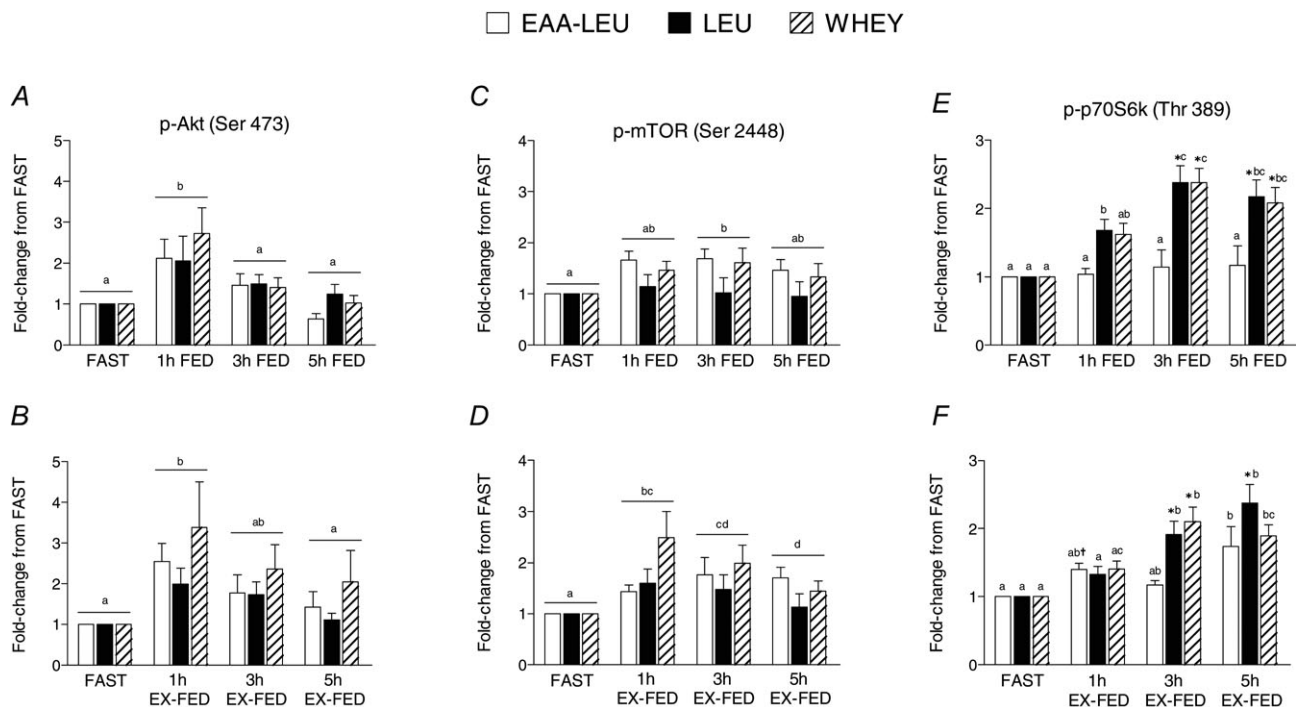 EAA-LEU LEU WHEY
A
p-Akt (Ser 473)
Fold-change from FAST
5
4
3
2
1
0
a
b
a
a
FAST 1h FED 3h FED 5h FED
C
p-mTOR (Ser 2448)
Fold-change from FAST
4
3
2
1
0
a
ab
b
ab
FAST 1h FED 3h FED 5h FED
E
p-p70S6k (Thr 389)
Fold-change from FAST
3
2
1
0
a a a
a b ab
a *c *c
a *bc *bc
FAST 1h FED 3h FED 5h FED
B
Fold-change from FAST
5
4
3
2
1
0
a
b
ab
a
FAST 1h 3h 5h
EX-FED EX-FED EX-FED
D
Fold-change from FAST
4
3
2
1
0
a
bc
cd
d
FAST 1h 3h 5h
EX-FED EX-FED EX-FED
F
Fold-change from FAST
3
2
1
0
a a a
ab† a ac
ab *b *b
b *b bc
FAST 1h 3h 5h
EX-FED EX-FED EX-FED